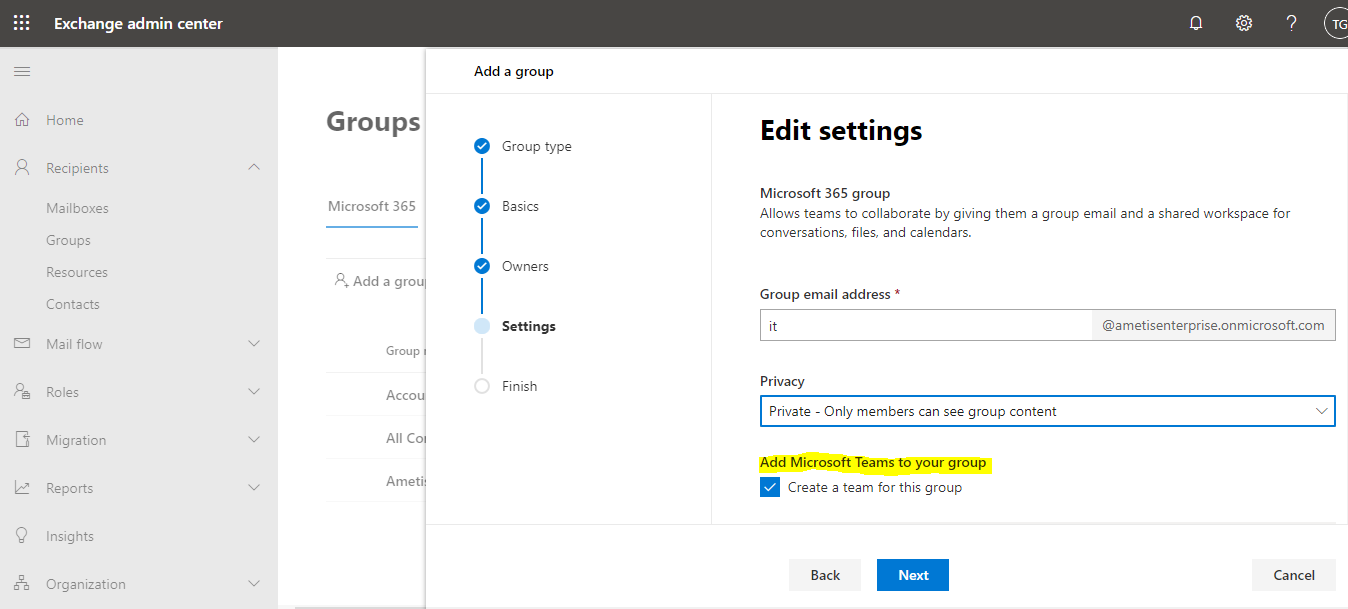 Exchange admin center
?
TG
Home
Recipients
Mailboxes
Groups
Resources
Contacts
Mail flow
Roles
Migration
Reports
Insights
Organization
Groups
Microsoft 365
Add a grou
Group
Accou
All Co
Ameti
Add a group
Group type
Basics
Owners
Settings
Finish
Edit settings
Microsoft 365 group
Allows teams to collaborate by giving them a group email and a shared workspace for
conversations, files, and calendars.
Group email address *
it @ametisenterprise.onmicrosoft.com
Privacy
Private - Only members can see group content
Add Microsoft Teams to your group
Create a team for this group
Back Next Cancel